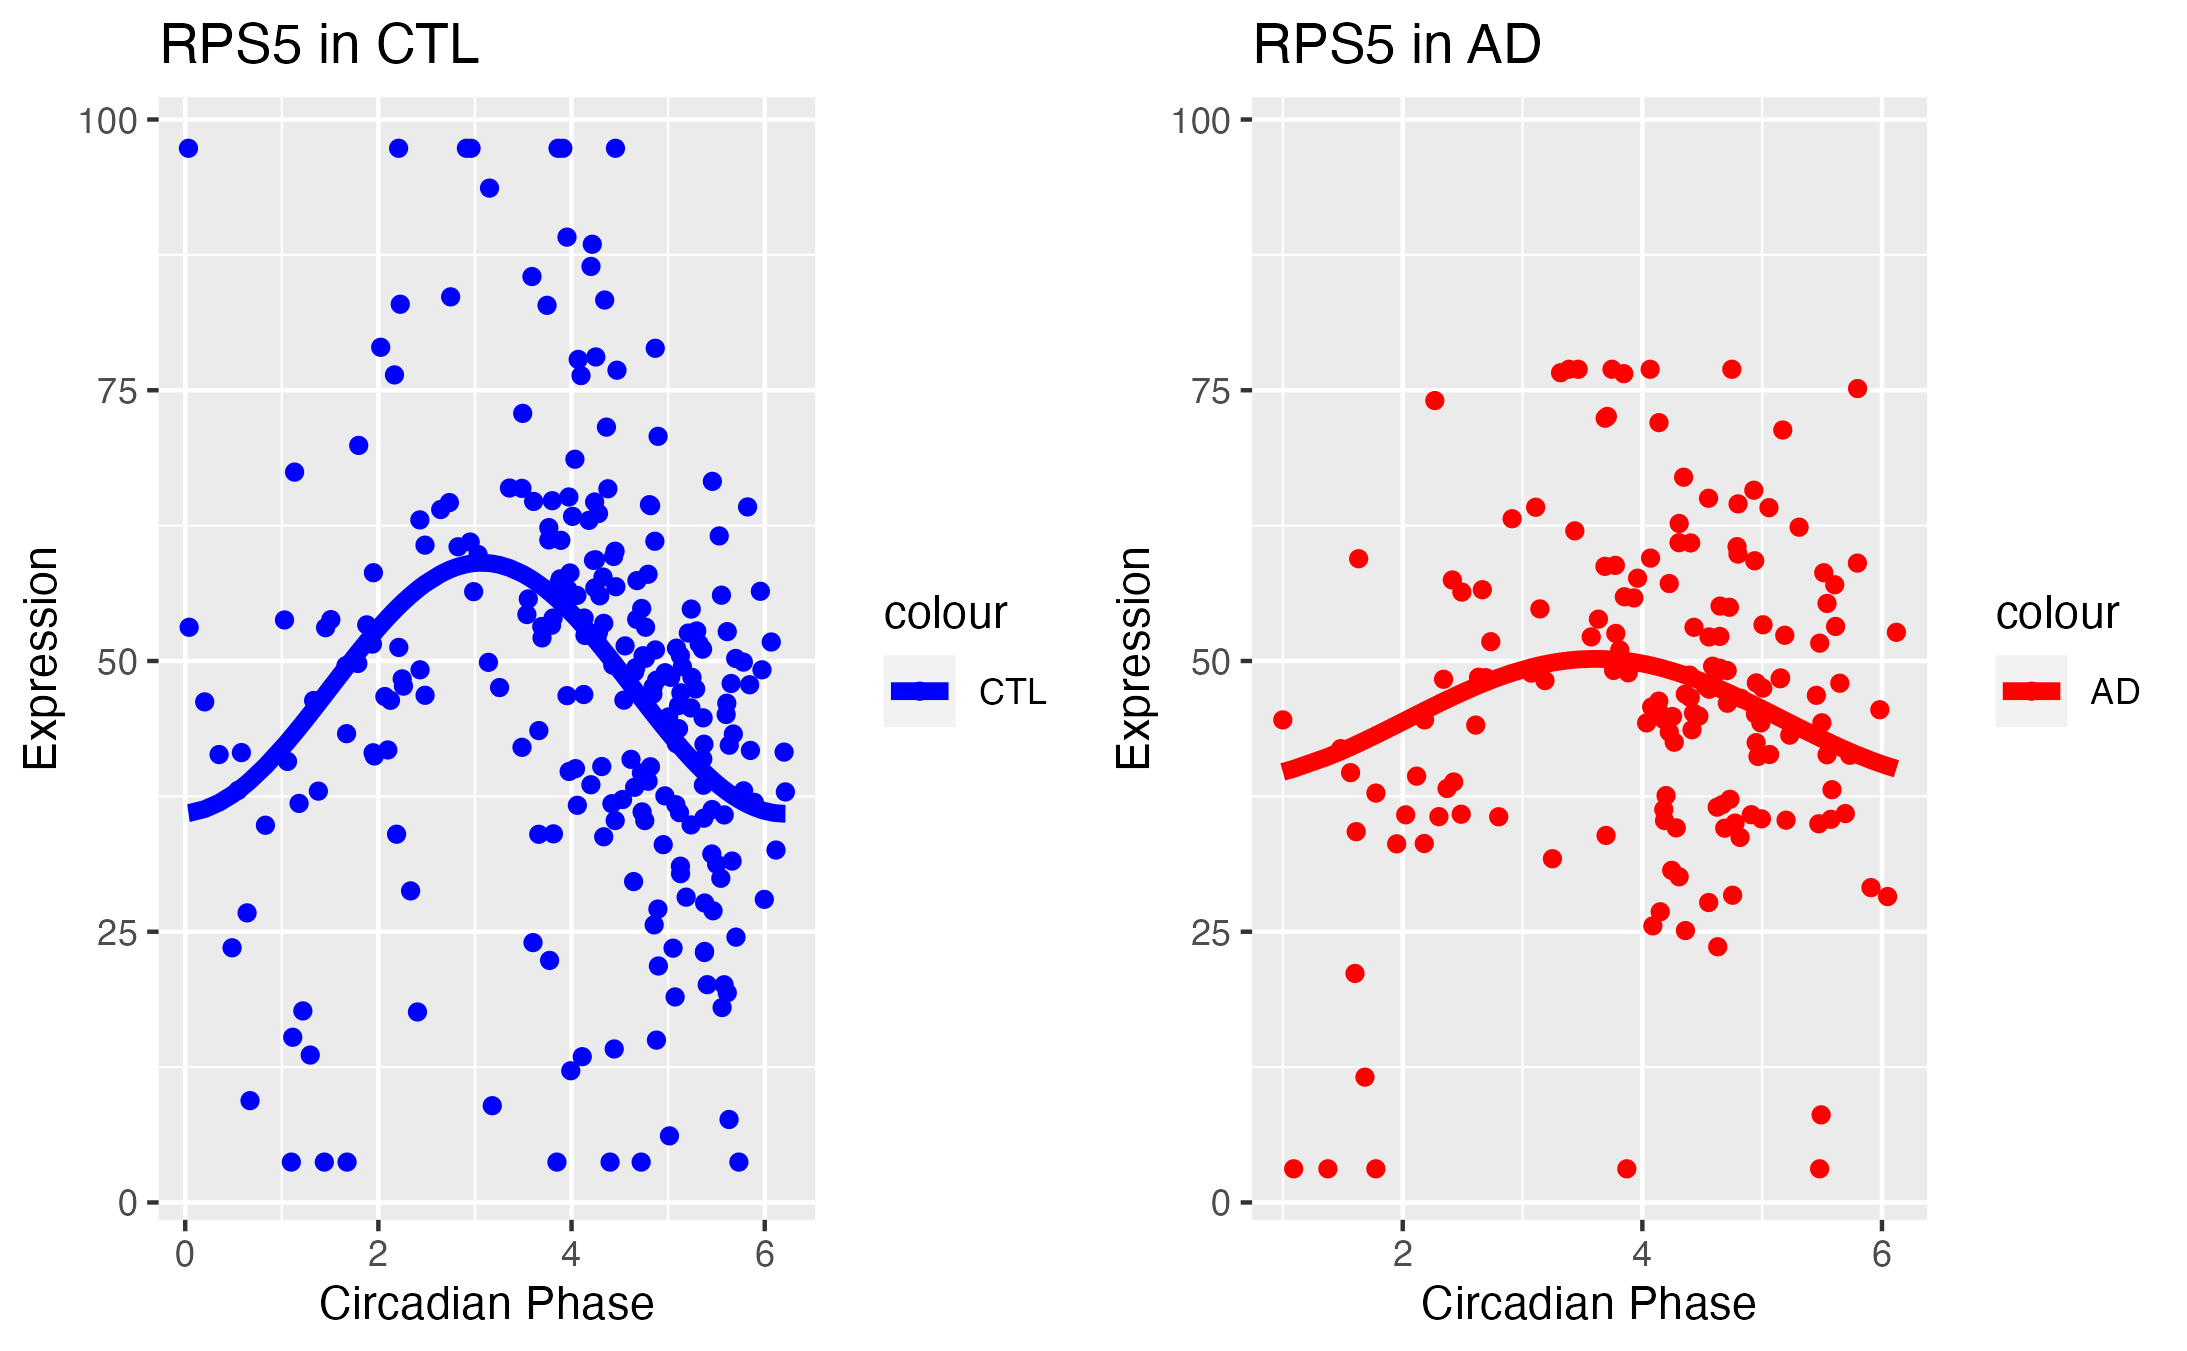 RPS5 in CTL
100
75
50
25
0
Expression
0 2 4 6
Circadian Phase
colour
CTL
RPS5 in AD
100
75
50
25
0
Expression
2 4 6
Circadian Phase
colour
AD